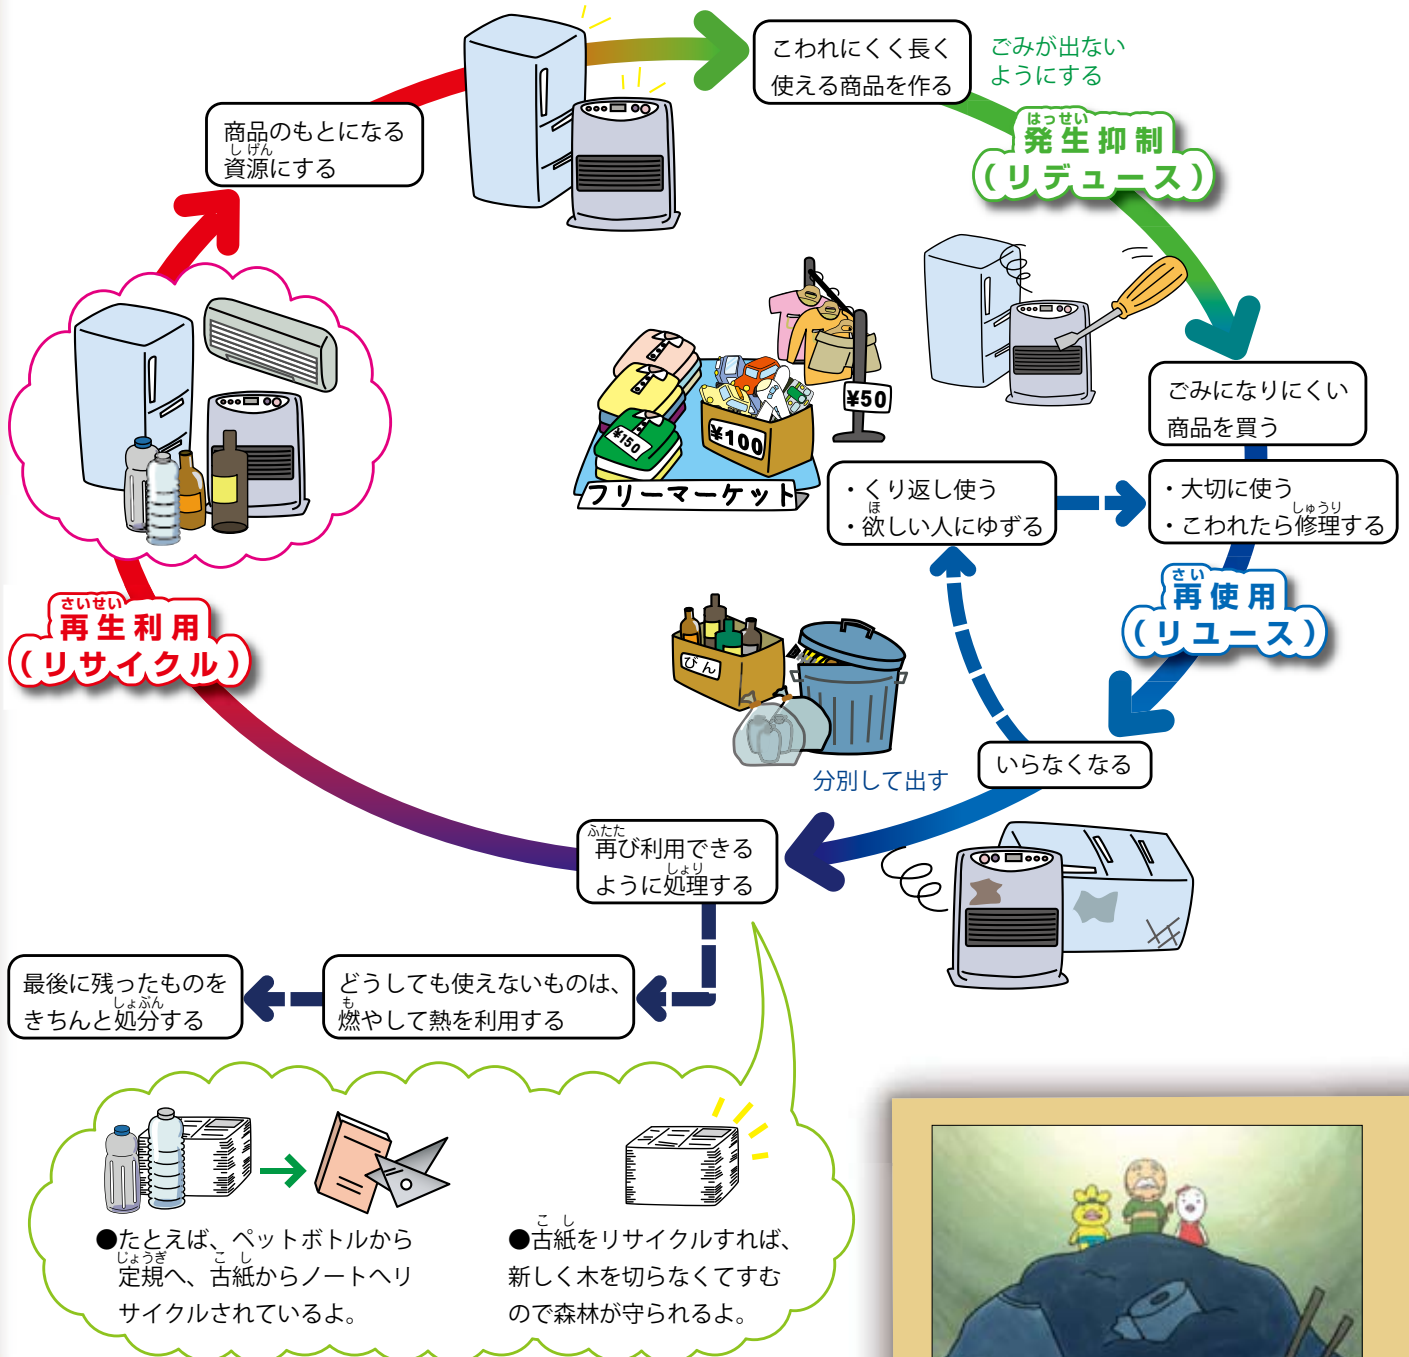 こわれにくく長く
使える商品を作る
ごみが出ない
ようにする
はっせい
発生抑制
(リデュース)
商品のもとになる
しげん
資源にする
¥50
¥100
¥150
フリーマーケット
ごみになりにくい
商品を買う
・くり返し使う
ほ
・欲しい人にゆずる
・大切に使う
しゅうり
・こわれたら修理する
さい
再使用
(リユース)
さいせい
再生利用
(リサイクル)
びん
いらなくなる
分別して出す
ふたた
再び利用できる
しょり
ように処理する
最後に残ったものを
しょぶん
きちんと処分する
どうしても使えないものは、
も
燃やして熱を利用する
●たとえば、ペットボトルから
じょうぎ こし
定規へ、古紙からノートへリ
サイクルされているよ。
こし
●古紙をリサイクルすれば、
新しく木を切らなくてすむ
ので森林が守られるよ。